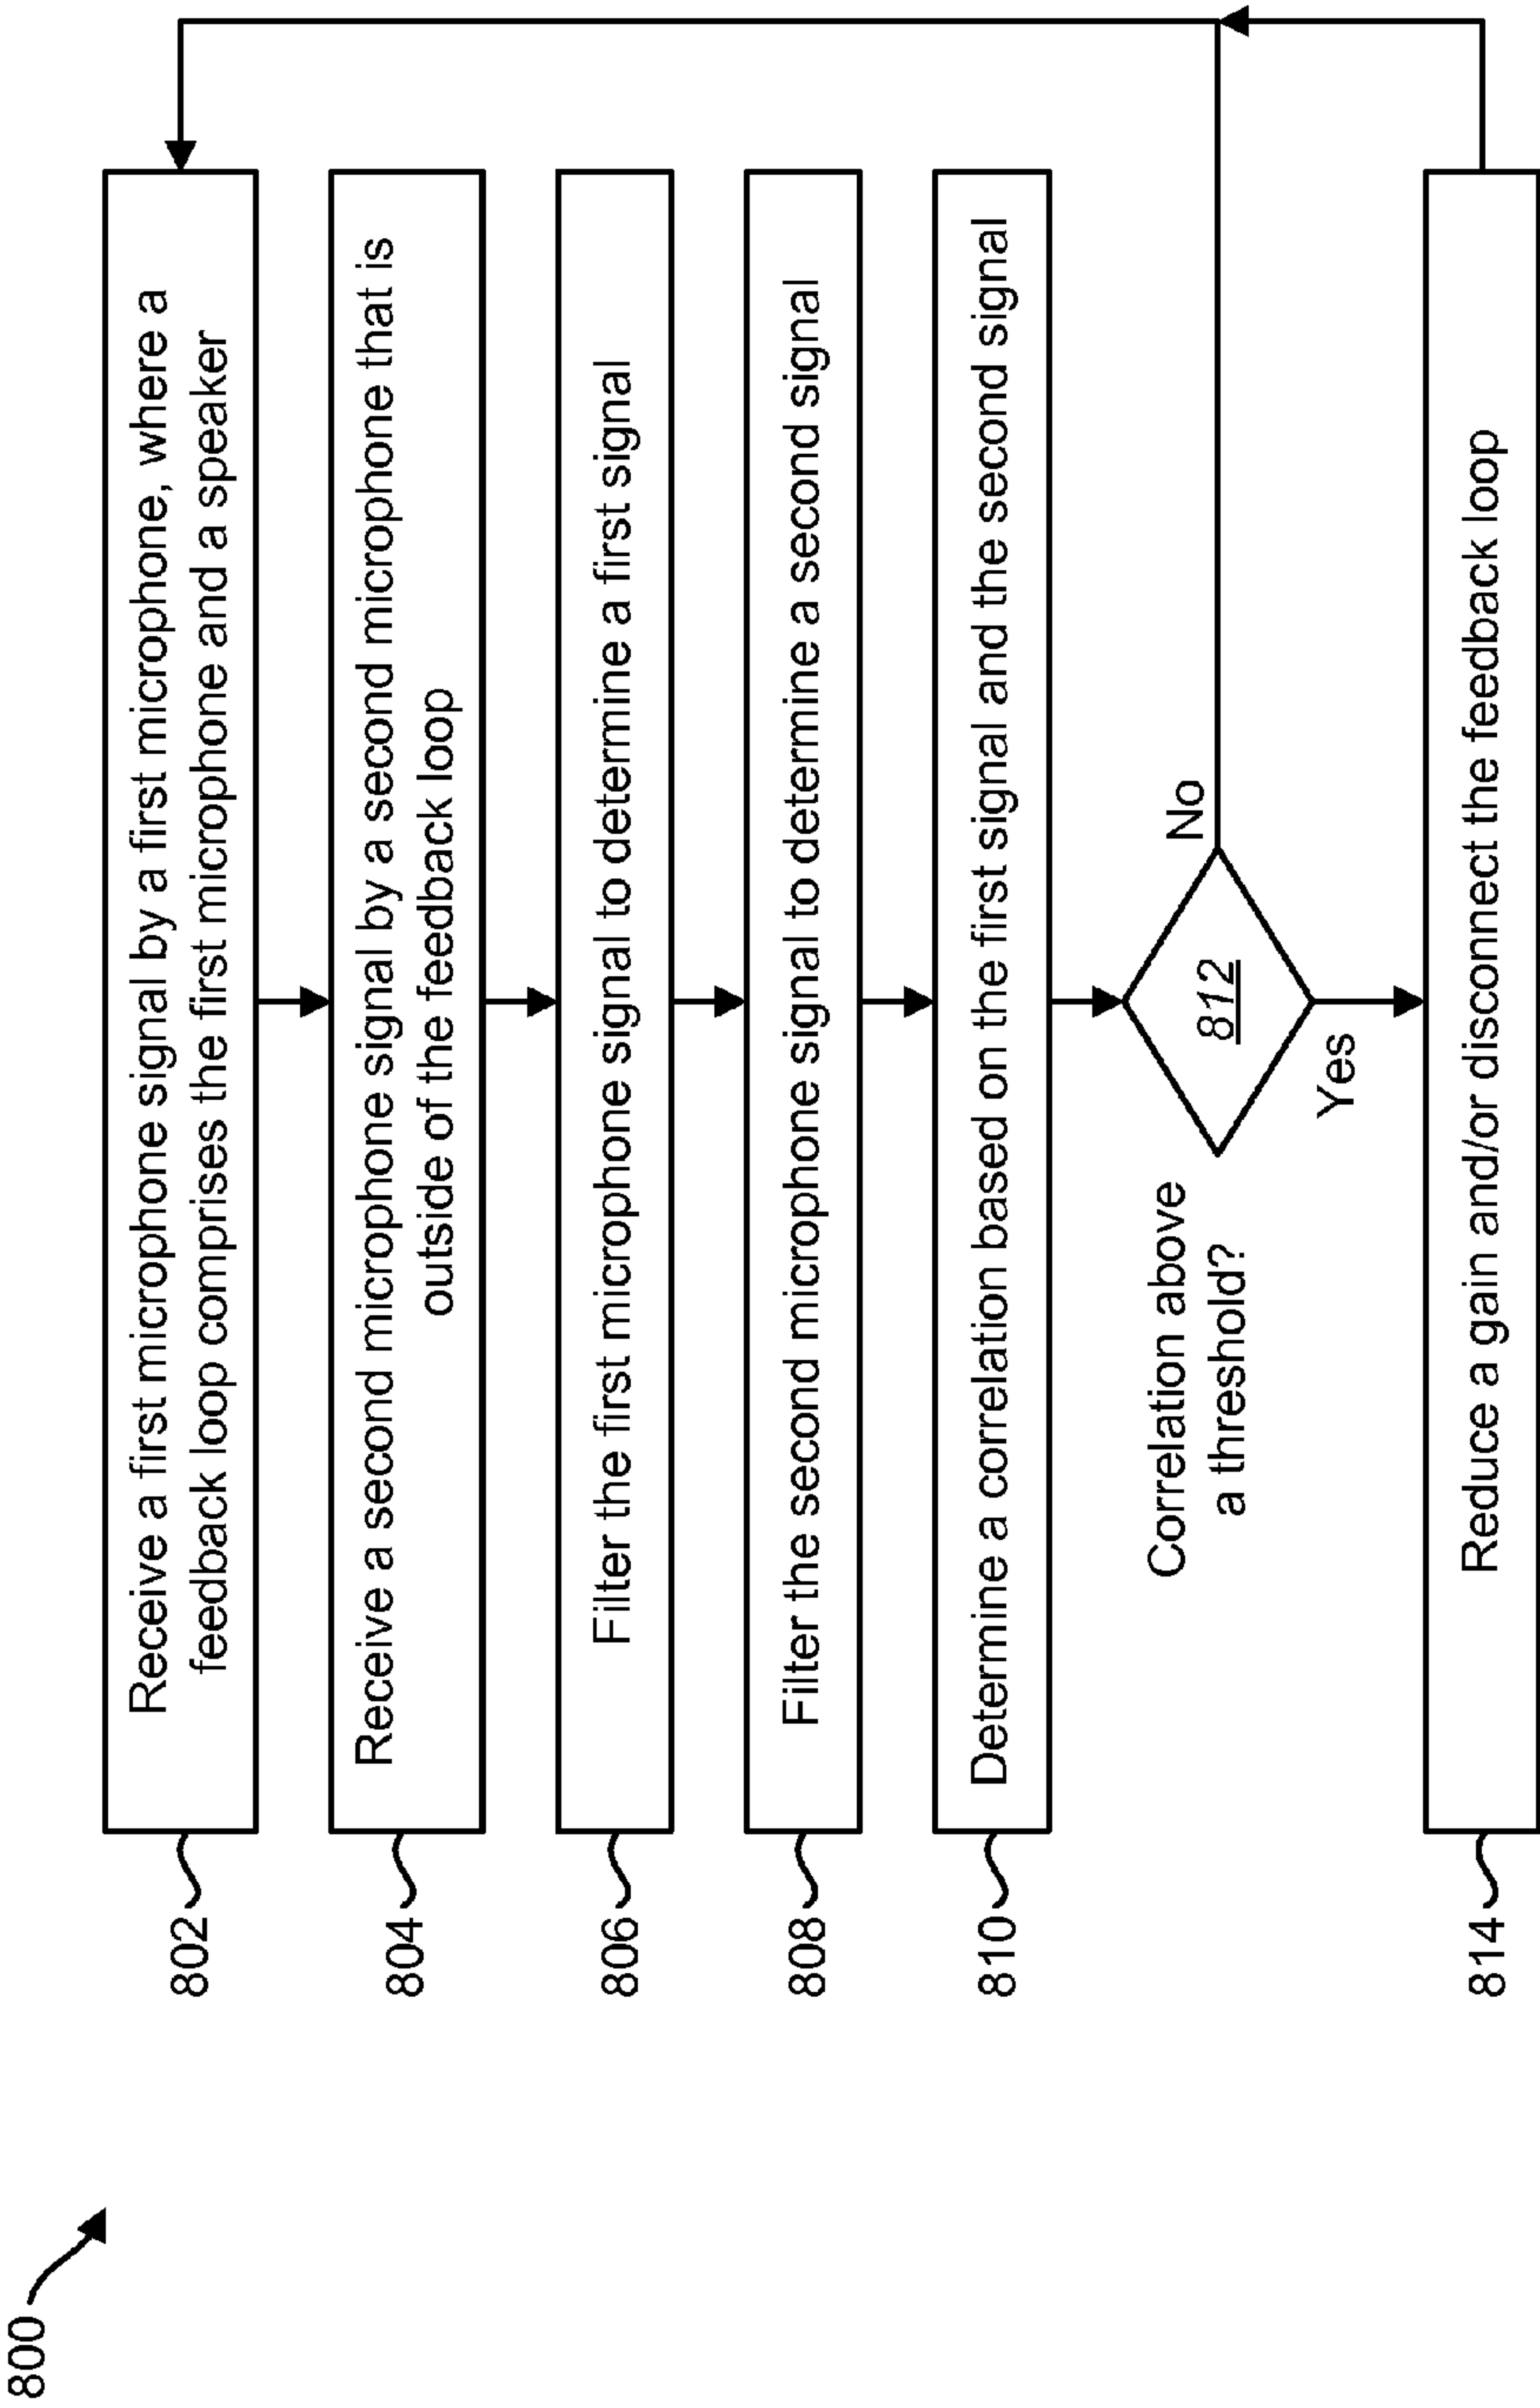 800
802
Receive a first microphone signal by a first microphone, where a
feedback loop comprises the first microphone and a speaker
804
Receive a second microphone signal by a second microphone that is
outside of the feedback loop
806
Filter the first microphone signal to determine a first signal
808
Filter the second microphone signal to determine a second signal
810
Determine a correlation based on the first signal and the second signal
Correlation above
a threshold?
812
No
Yes
814
Reduce a gain and/or disconnect the feedback loop